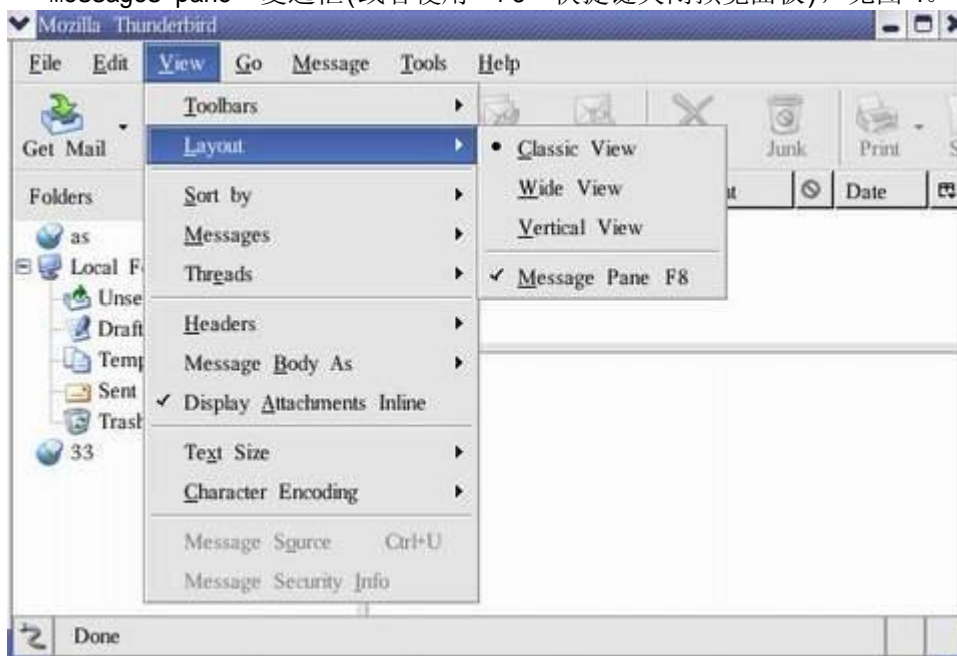 messages pane
Mozilla Thunderbird
File Edit View Go Message Tools Help
Get Mail
Junk Print
Folders
Date
as
Local F
Unse
Draft
Temp
Sent
Trash
33
Toolbars
Layout
Sort by
Messages
Threads
Headers
Message Body As
Display Attachments Inline
Text Size
Character Encoding
Message Source Ctrl+U
Message Security Info
Classic View
Wide View
Vertical View
Message Pane F8
Done